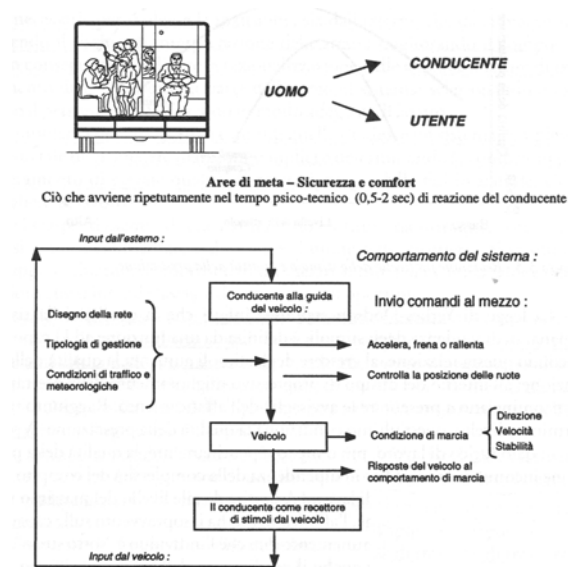 UOMO
CONDUCENTE
UTENTE
Aree di meta – Sicurezza e comfort
Ciò che avviene ripetutamente nel tempo psico-tecnico (0,5-2 sec) di reazione del conducente
Input dall'esterno :
Comportamento del sistema :
Conducente alla guida
del veicolo :
Invio comandi al mezzo :
Disegno della rete
Tipologia di gestione
Condizioni di traffico e
meteorologiche
Accelera, frena o rallenta
Controlla la posizione delle ruote
Veicolo
Condizione di marcia
Direzione
Velocità
Stabilità
Risposte del veicolo al
comportamento di marcia
Il conducente come recettore
di stimoli dal veicolo
Input dal veicolo :